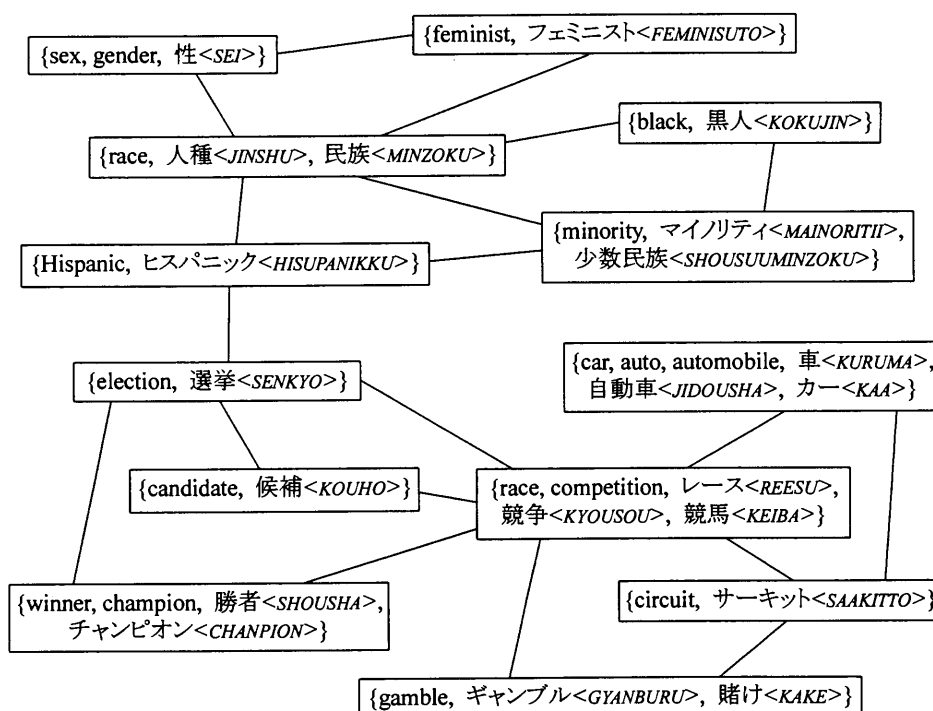 {sex, gender, 性<SEI>}
{feminist, フェミニスト<FEMINISUTO>}
{black, 黒人<KOKUJIN>}
{race, 人種<JINSHU>, 民族<MINZOKU>}
{minority, マイノリティ<MAINORITII>,
少数民族<SHOUSUUMINZOKU>}
{Hispanic, ヒスパニック<HISUPANIKKU>}
{car, auto, automobile, 車<KURUMA>,
自動車<JIDOUSHA>, カー<KAA>}
{election, 選挙<SENKYO>}
{candidate, 候補<KOUHO>}
{race, competition, レース<REESU>,
競争<KYOUSOU>, 競馬<KEIBA>}
{winner, champion, 勝者<SHOUSHA>,
チャンピオン<CHANPION>}
{circuit, サーキット<SAAKITTO>}
{gamble, ギャンブル<GYANBURU>, 賭け<KAKE>}